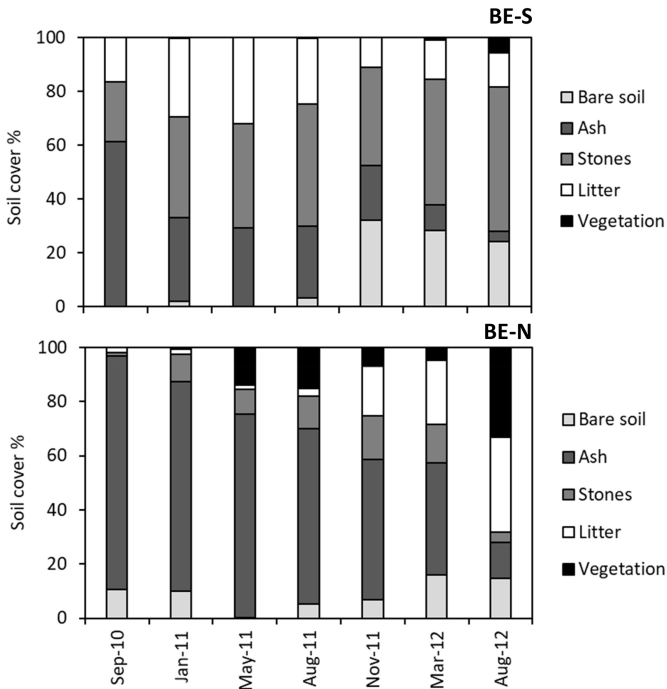 BE-S
100
80
60
40
20
0
Soil cover %
Bare soil
Ash
Stones
Litter
Vegetation
BE-N
100
80
60
40
20
0
Soil cover %
Bare soil
Ash
Stones
Litter
Vegetation
Sep-10
Jan-11
May-11
Aug-11
Nov-11
Mar-12
Aug-12